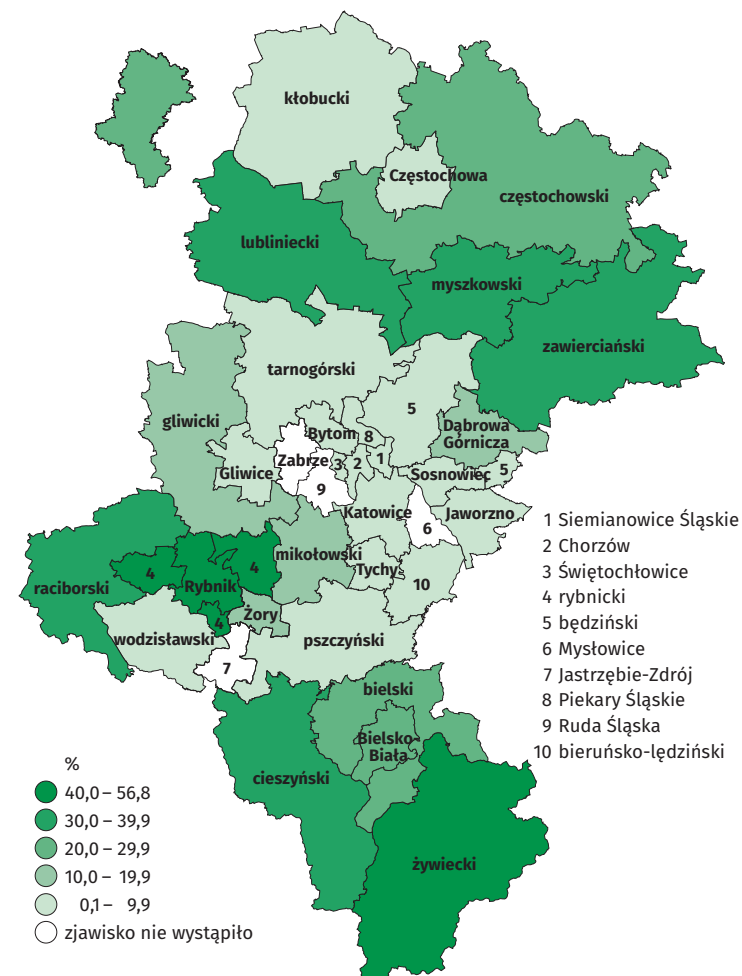 kłobucki
Częstochowa
częstochowski
lubliniecki
myszkowski
zawierciański
tarnogórski
5
gliwicki
Bytom
8
Dąbrowa
Górnicza
Zabrze
3
2
1
Gliwice
Sosnowiec
5
9
Katowice
6
Jaworzno
mikołowski
4
Rybnik
4
Tychy
10
raciborski
4
Żory
wodzisławski
7
pszczyński
bielski
Bielsko-
Biała
cieszyński
żywiecki
1 Siemianowice Śląskie
2 Chorzów
3 Świętochłowice
4 rybnicki
5 będziński
6 Mysłowice
7 Jastrzębie-Zdrój
8 Piekary Śląskie
9 Ruda Śląska
10 bieruńsko-lędziński
%
40,0 – 56,8
30,0 – 39,9
20,0 – 29,9
10,0 – 19,9
0,1 – 9,9
zjawisko nie wystąpiło